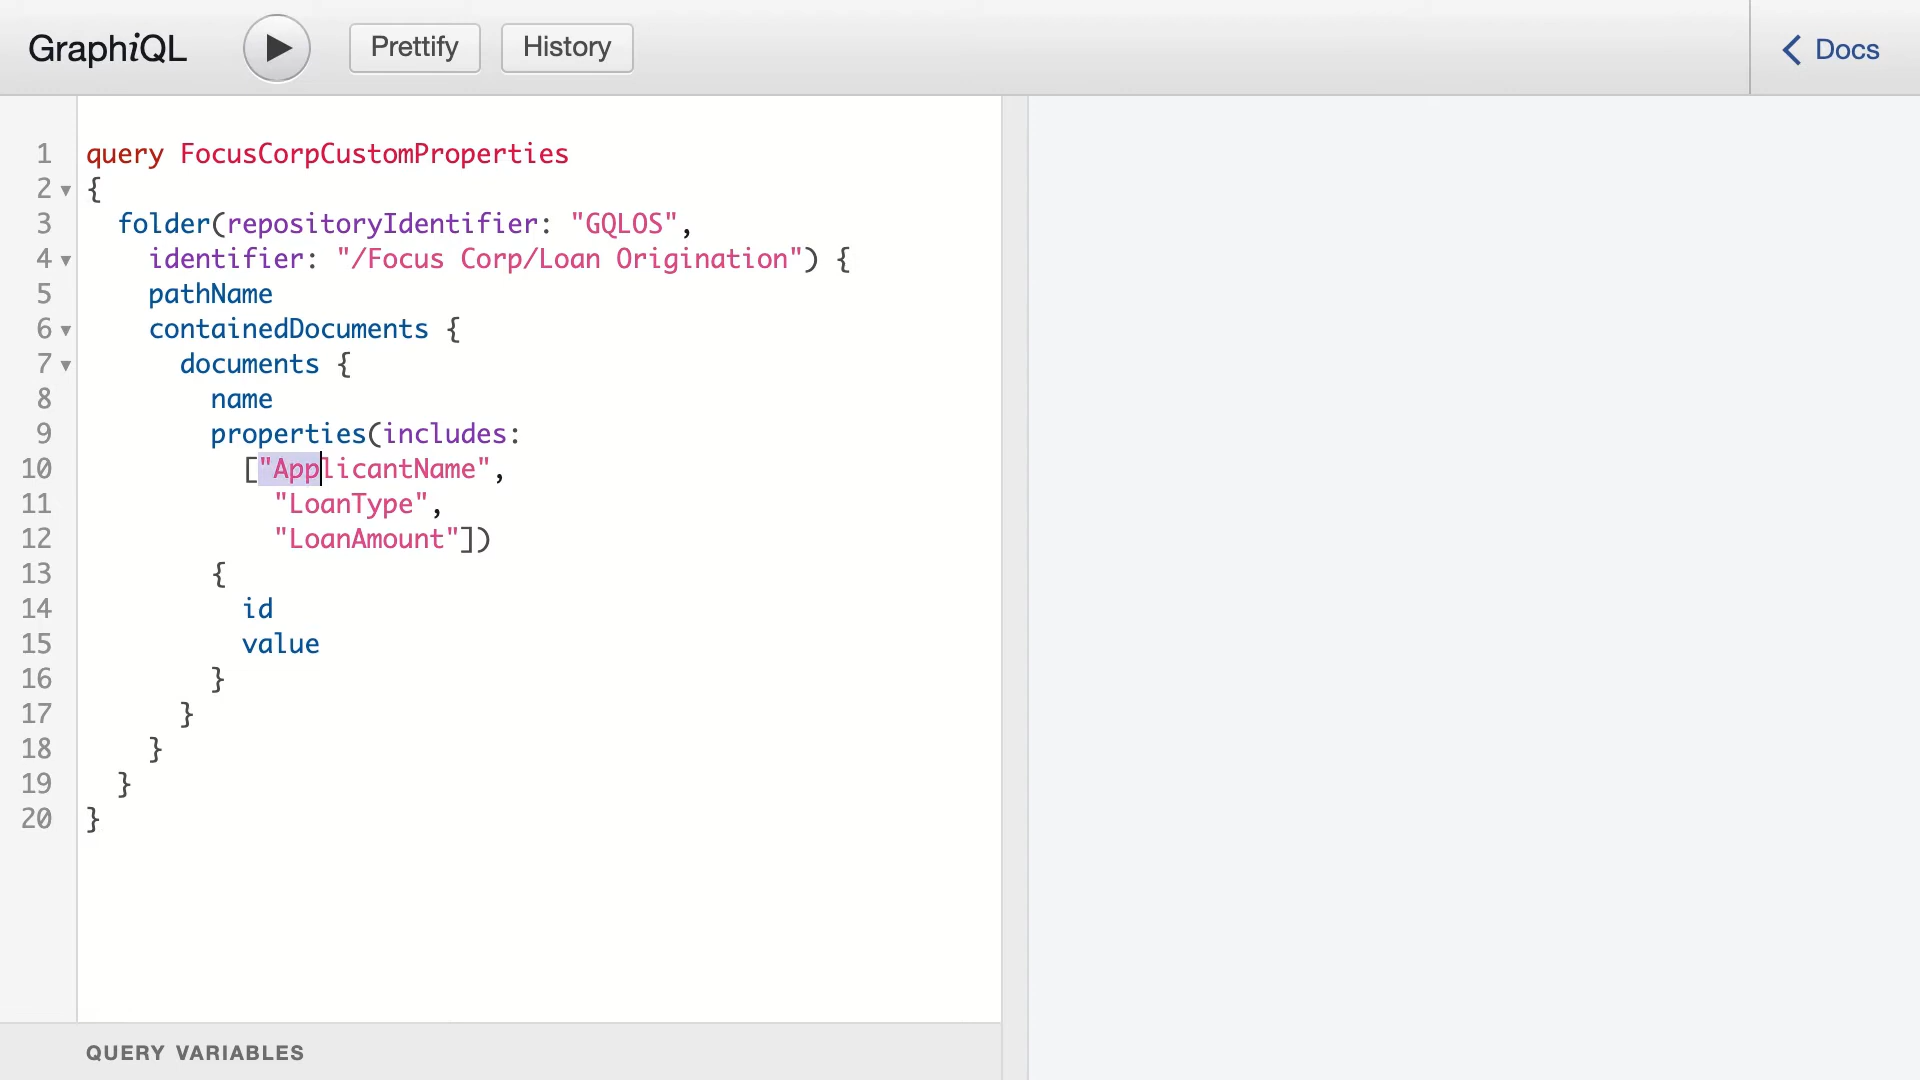 GraphiQL
Prettify
History
Docs
1 query FocusCorpCustomProperties
2 {
3 folder(repositoryIdentifier: "GQLOS",
4 identifier: "/Focus Corp/Loan Origination") {
5 pathName
6 containedDocuments {
7 documents {
8 name
9 properties(includes:
10 ["ApplicantName",
11 "LoanType",
12 "LoanAmount"])
13 {
14 id
15 value
16 }
17 }
18 }
19 }
20 }
QUERY VARIABLES